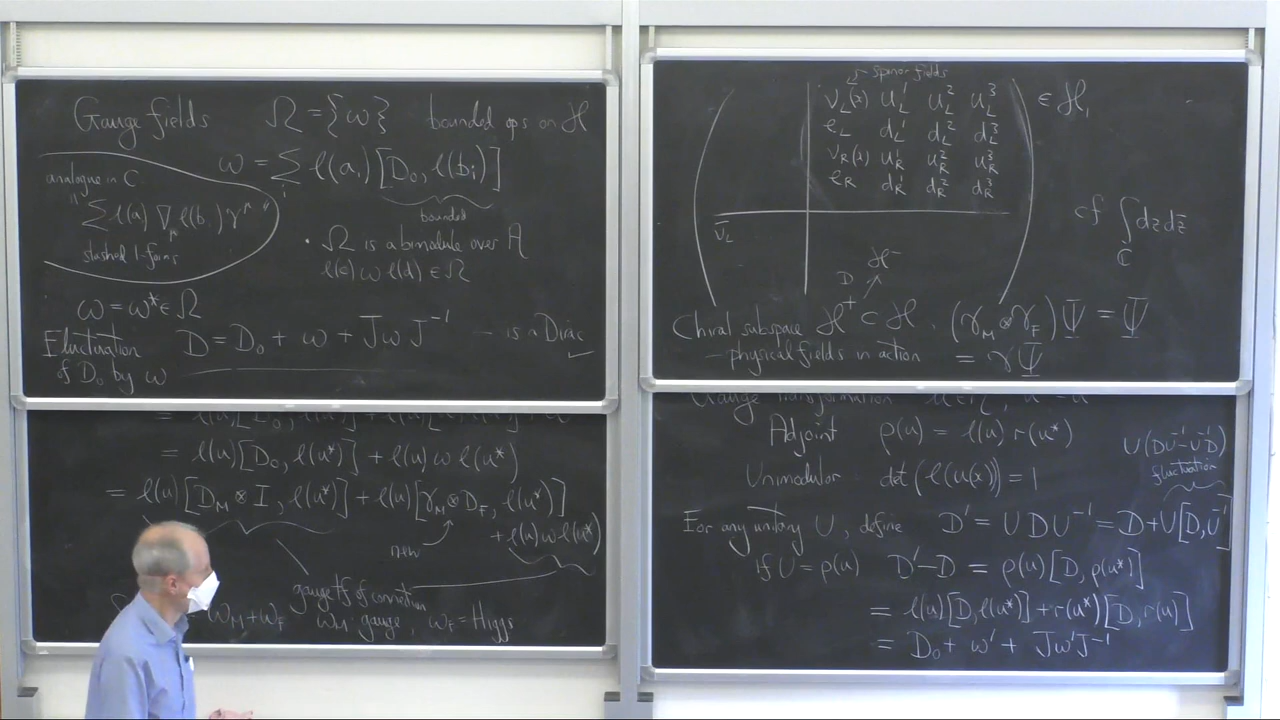 Gauge fields Ω = {ω} bounded ops on ℋ
ω = ∑_i ℓ(a_i) [D_0, ℓ(b_i)]
bounded
analogue in C
" ∑ ℓ(a) ∇_μ ℓ(b_) γ^μ "
slashed 1-forms
• Ω is a bimodule over A
ℓ(c) ω ℓ(d) ∈ Ω
ω = ω* ∈ Ω
Fluctuation of D_0 by ω
D = D_0 + ω + JωJ^{-1} — is a Dirac ✓
= ℓ(u)[D_0, ℓ(u*)] + ℓ(u) ω ℓ(u*)
= ℓ(u)[D_M ⊗ I, ℓ(u*)] + ℓ(u)[γ_M ⊗ D_F, ℓ(u*)]
+ ℓ(u) ω ℓ(u*)
new
gauge tf of connection
ω_M + ω_F ω_M gauge, ω_F = Higgs
spinor fields
ν_L(x) u_L^1 u_L^2 u_L^3
e_L d_L^1 d_L^2 d_L^3
ν_R(x) u_R^1 u_R^2 u_R^3
e_R d_R^1 d_R^2 d_R^3
∈ ℋ_1
ν̄_L
cf ∫_ℂ dz dz̄
D ℋ^-
Chiral subspace ℋ^+ ⊂ ℋ. (γ_M ⊗ γ_F) Ψ = Ψ
— physical fields in action = γ Ψ
Gauge transformation
Adjoint ρ(u) = ℓ(u) r(u*)
Unimodular det(ℓ(u(x))) = 1
U(DU^{-1} - U^{-1}D)
fluctuation
For any unitary U, define D' = U D U^{-1} = D + U[D, U^{-1}]
if U = ρ(u) D' - D = ρ(u)[D, ρ(u*)]
= ℓ(u)[D, ℓ(u*)] + r(u*)[D, r(u)]
= D_0 + ω' + Jω'J^{-1}